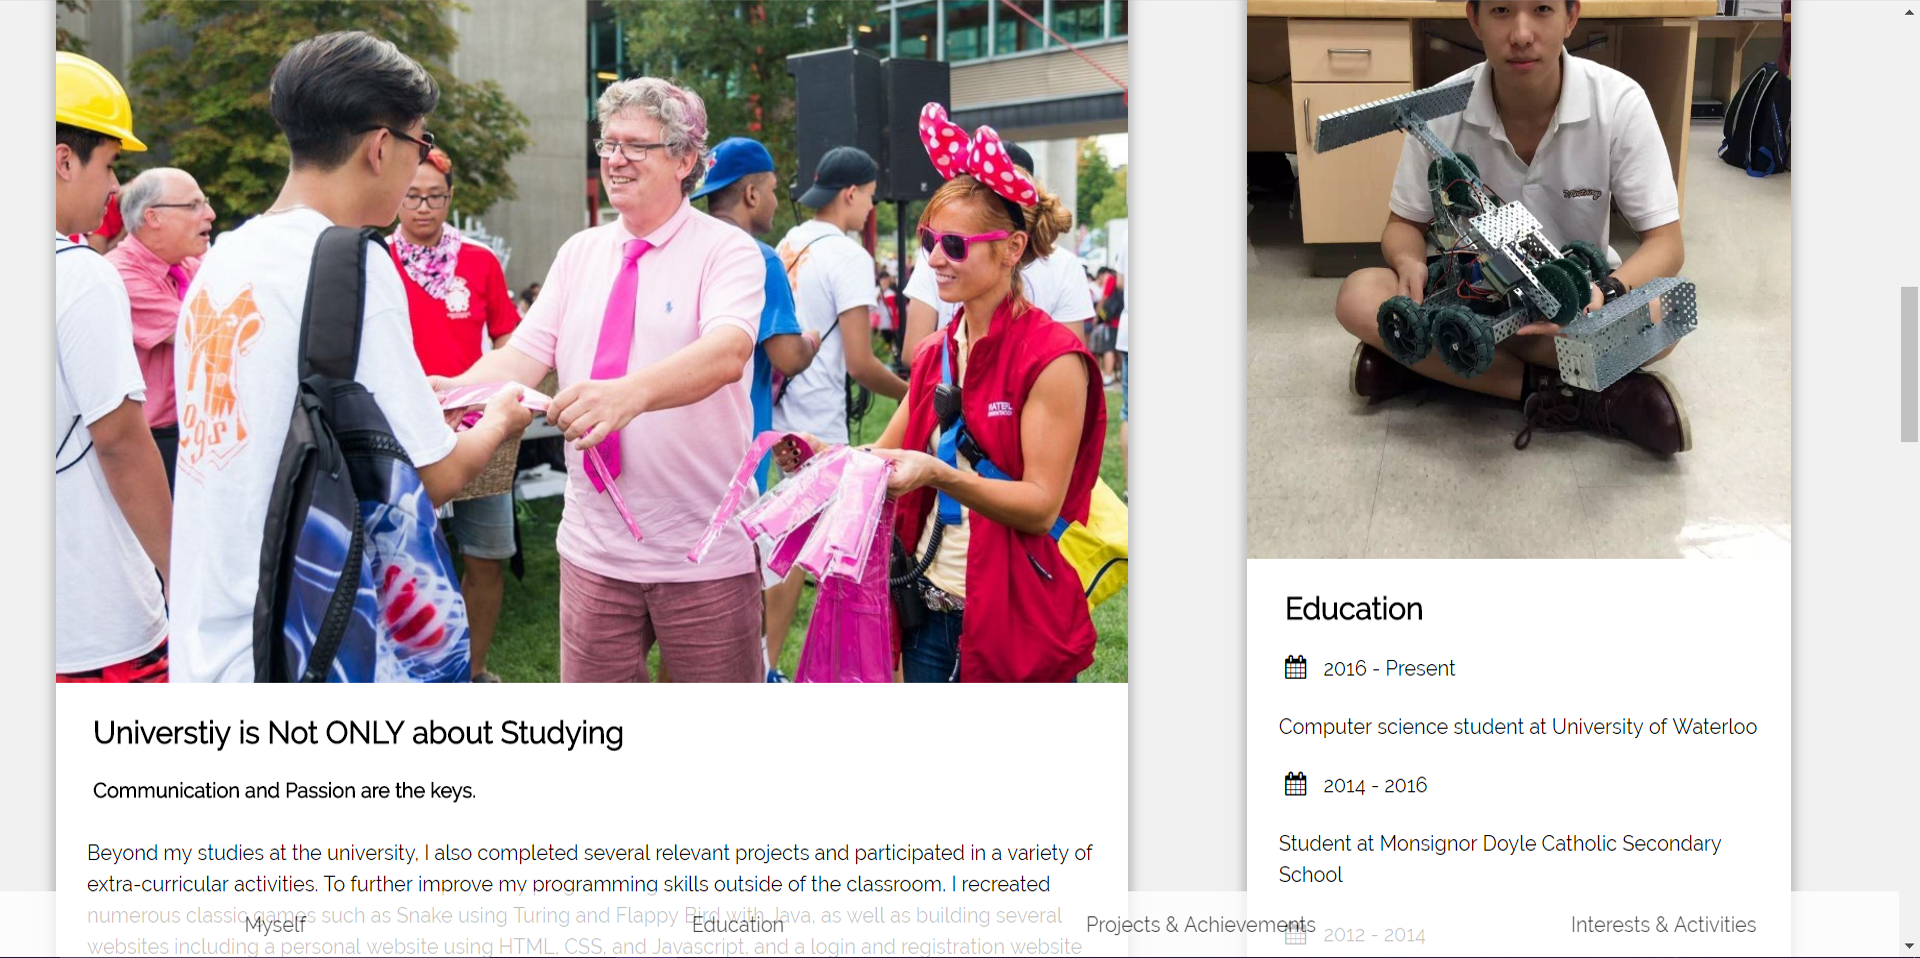 Universtiy is Not ONLY about Studying
Communication and Passion are the keys.
Beyond my studies at the university, I also completed several relevant projects and participated in a variety of
extra-curricular activities. To further improve my programming skills outside of the classroom. I recreated
numerous classic games such as Snake using Turing and Flappy Bird with Java, as well as building several
websites including a personal website using HTML, CSS, and Javascript, and a login and registration website
Education
2016 - Present
Computer science student at University of Waterloo
2014 - 2016
Student at Monsignor Doyle Catholic Secondary
School
2012 - 2014
Myself
Education
Projects & Achievements
Interests & Activities